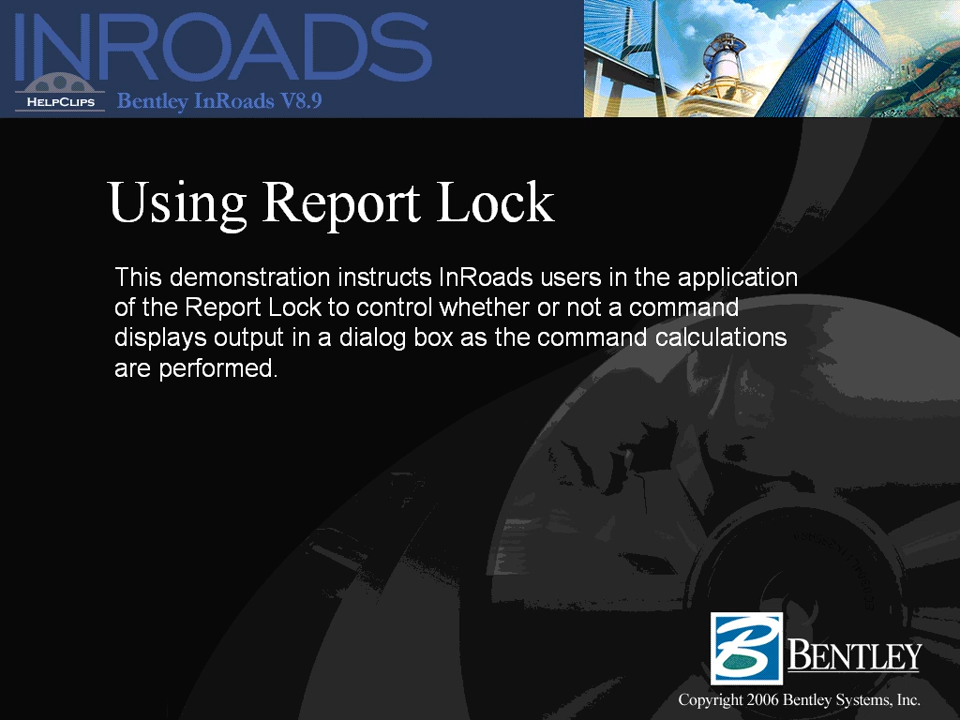 INROADS
HELPCLIPS
Bentley InRoads V8.9
Using Report Lock
This demonstration instructs InRoads users in the application
of the Report Lock to control whether or not a command
displays output in a dialog box as the command calculations
are performed.
B BENTLEY
Copyright 2006 Bentley Systems, Inc.